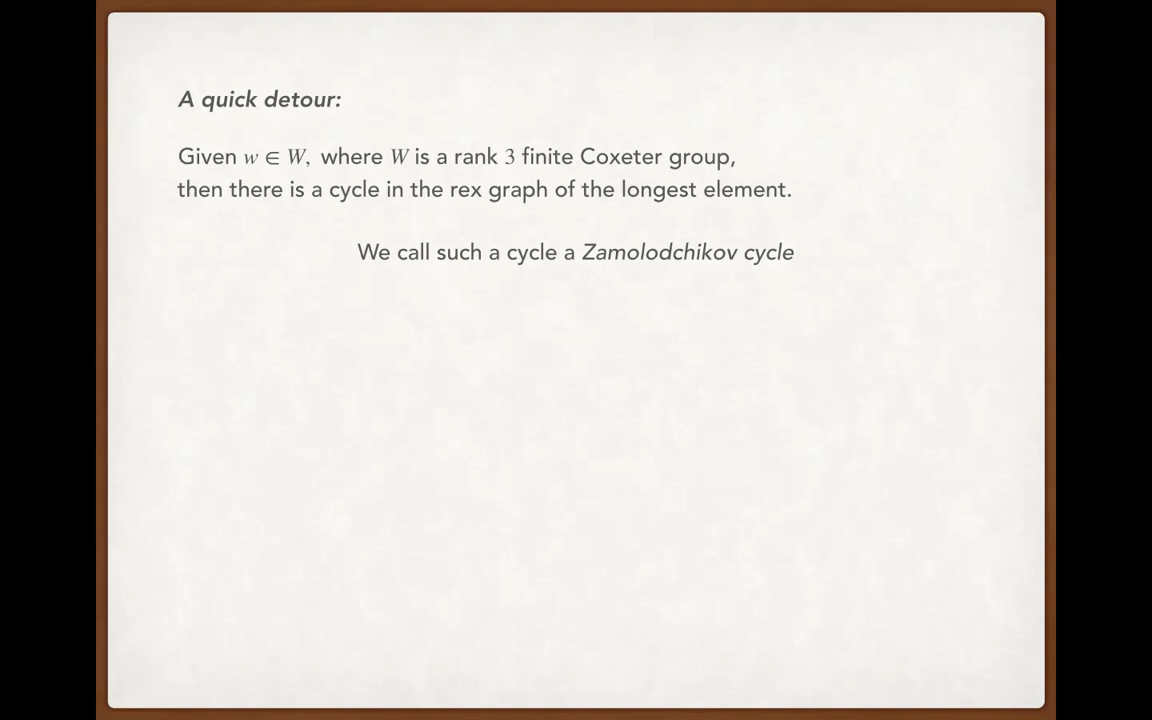 A quick detour:
Given w ∈ W, where W is a rank 3 finite Coxeter group,
then there is a cycle in the rex graph of the longest element.
We call such a cycle a Zamolodchikov cycle